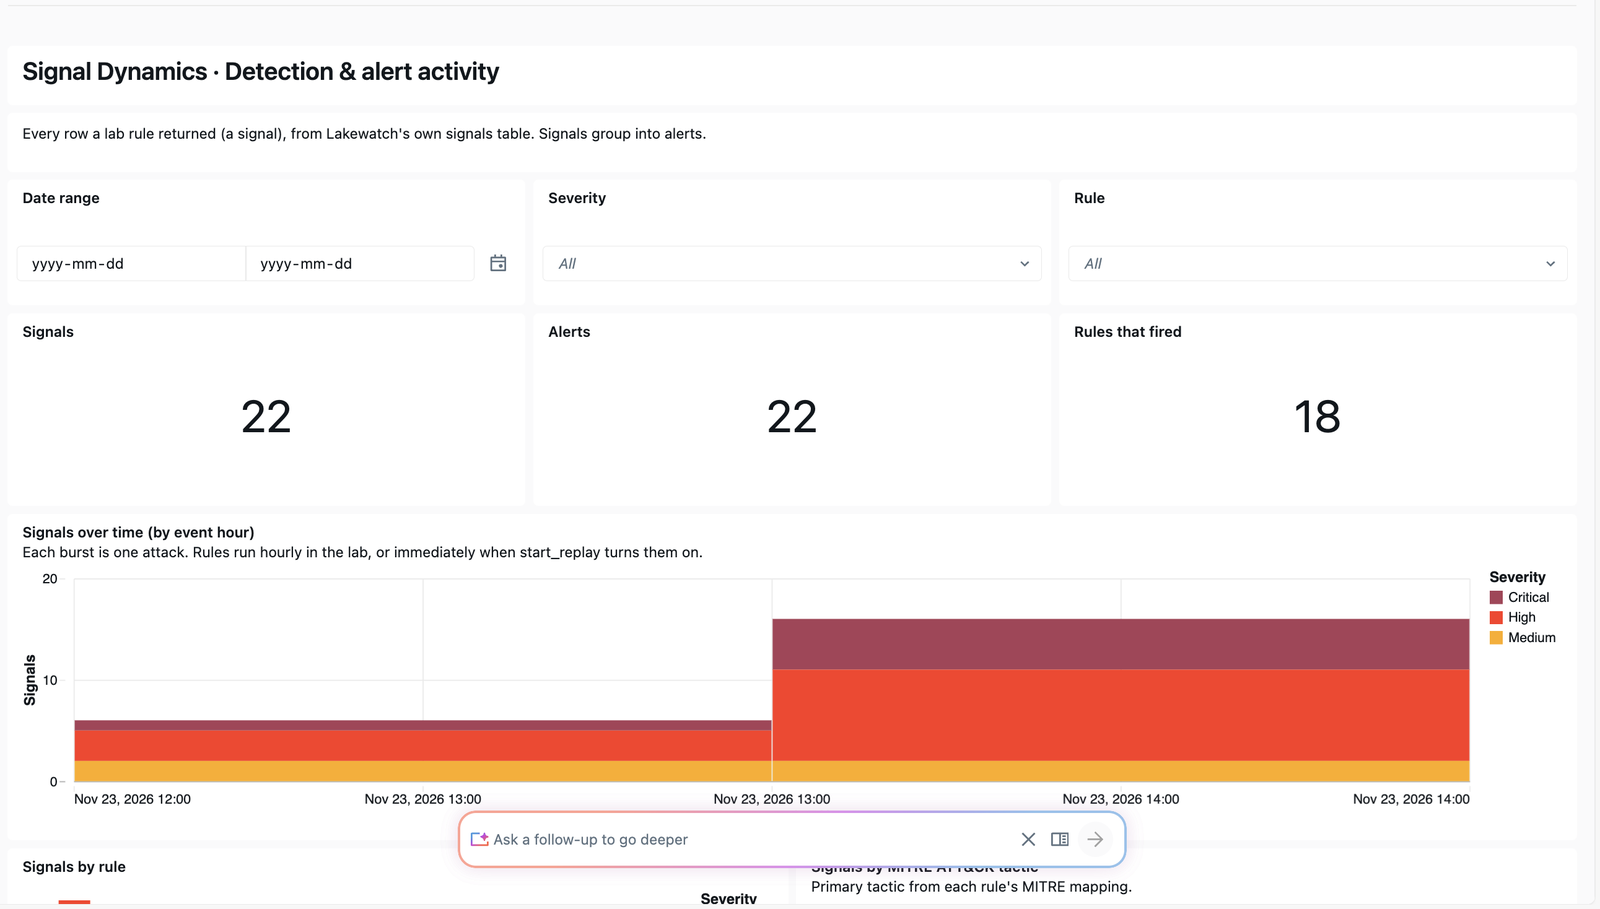 Signal Dynamics · Detection & alert activity
Every row a lab rule returned (a signal), from Lakewatch's own signals table. Signals group into alerts.
Date range
Severity
Rule
yyyy-mm-dd
yyyy-mm-dd
All
All
Signals
Alerts
Rules that fired
22
22
18
Signals over time (by event hour)
Each burst is one attack. Rules run hourly in the lab, or immediately when start_replay turns them on.
20
10
0
Signals
Severity
Critical
High
Medium
Nov 23, 2026 12:00
Nov 23, 2026 13:00
Nov 23, 2026 13:00
Nov 23, 2026 14:00
Nov 23, 2026 14:00
Ask a follow-up to go deeper
Signals by rule
Severity
Signals by MITRE ATT&CK tactic
Primary tactic from each rule's MITRE mapping.